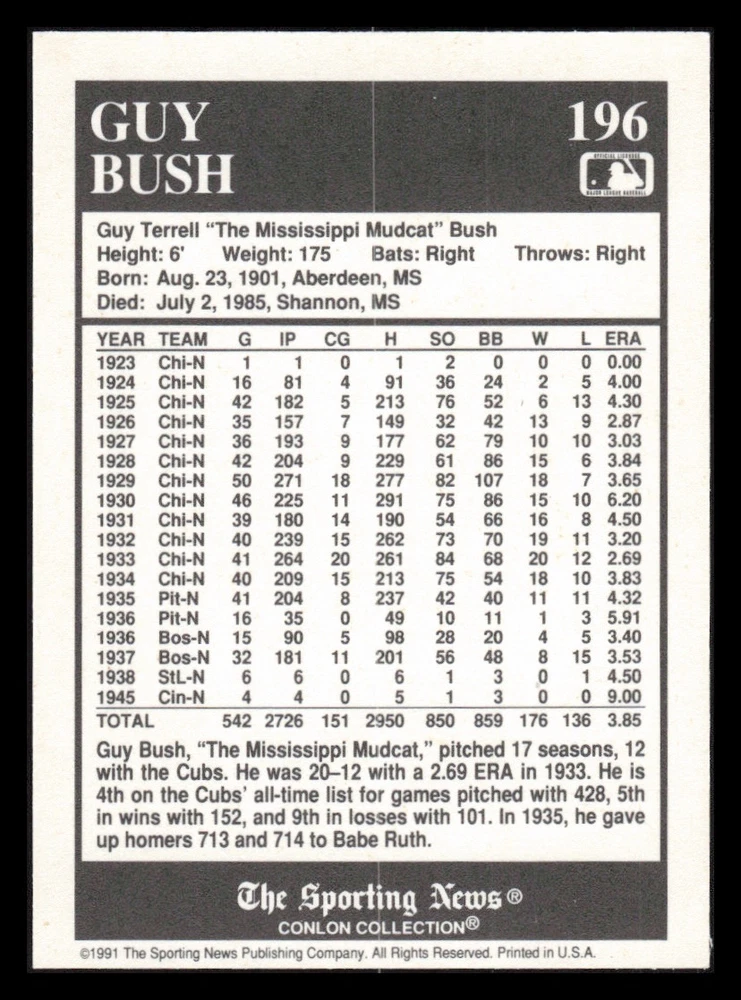 GUY
BUSH
196
OFFICIAL LICENSEE
MAJOR LEAGUE BASEBALL
Guy Terrell “The Mississippi Mudcat” Bush
Height: 6' Weight: 175 Bats: Right Throws: Right
Born: Aug. 23, 1901, Aberdeen, MS
Died: July 2, 1985, Shannon, MS
YEAR TEAM G IP CG H SO BB W L ERA
1923 Chi-N 1 1 0 1 2 0 0 0 0.00
1924 Chi-N 16 81 4 91 36 24 2 5 4.00
1925 Chi-N 42 182 5 213 76 52 6 13 4.30
1926 Chi-N 35 157 7 149 32 42 13 9 2.87
1927 Chi-N 36 193 9 177 62 79 10 10 3.03
1928 Chi-N 42 204 9 229 61 86 15 6 3.84
1929 Chi-N 50 271 18 277 82 107 18 7 3.65
1930 Chi-N 46 225 11 291 75 86 15 10 6.20
1931 Chi-N 39 180 14 190 54 66 16 8 4.50
1932 Chi-N 40 239 15 262 73 70 19 11 3.20
1933 Chi-N 41 264 20 261 84 68 20 12 2.69
1934 Chi-N 40 209 15 213 75 54 18 10 3.83
1935 Pit-N 41 204 8 237 42 40 11 11 4.32
1936 Pit-N 16 35 0 49 10 11 1 3 5.91
1936 Bos-N 15 90 5 98 28 20 4 5 3.40
1937 Bos-N 32 181 11 201 56 48 8 15 3.53
1938 StL-N 6 6 0 6 1 3 0 1 4.50
1945 Cin-N 4 4 0 5 1 3 0 0 9.00
TOTAL 542 2726 151 2950 850 859 176 136 3.85
Guy Bush, “The Mississippi Mudcat,” pitched 17 seasons, 12
with the Cubs. He was 20–12 with a 2.69 ERA in 1933. He is
4th on the Cubs’ all-time list for games pitched with 428, 5th
in wins with 152, and 9th in losses with 101. In 1935, he gave
up homers 713 and 714 to Babe Ruth.
The Sporting News®
CONLON COLLECTION®
©1991 The Sporting News Publishing Company. All Rights Reserved. Printed in U.S.A.